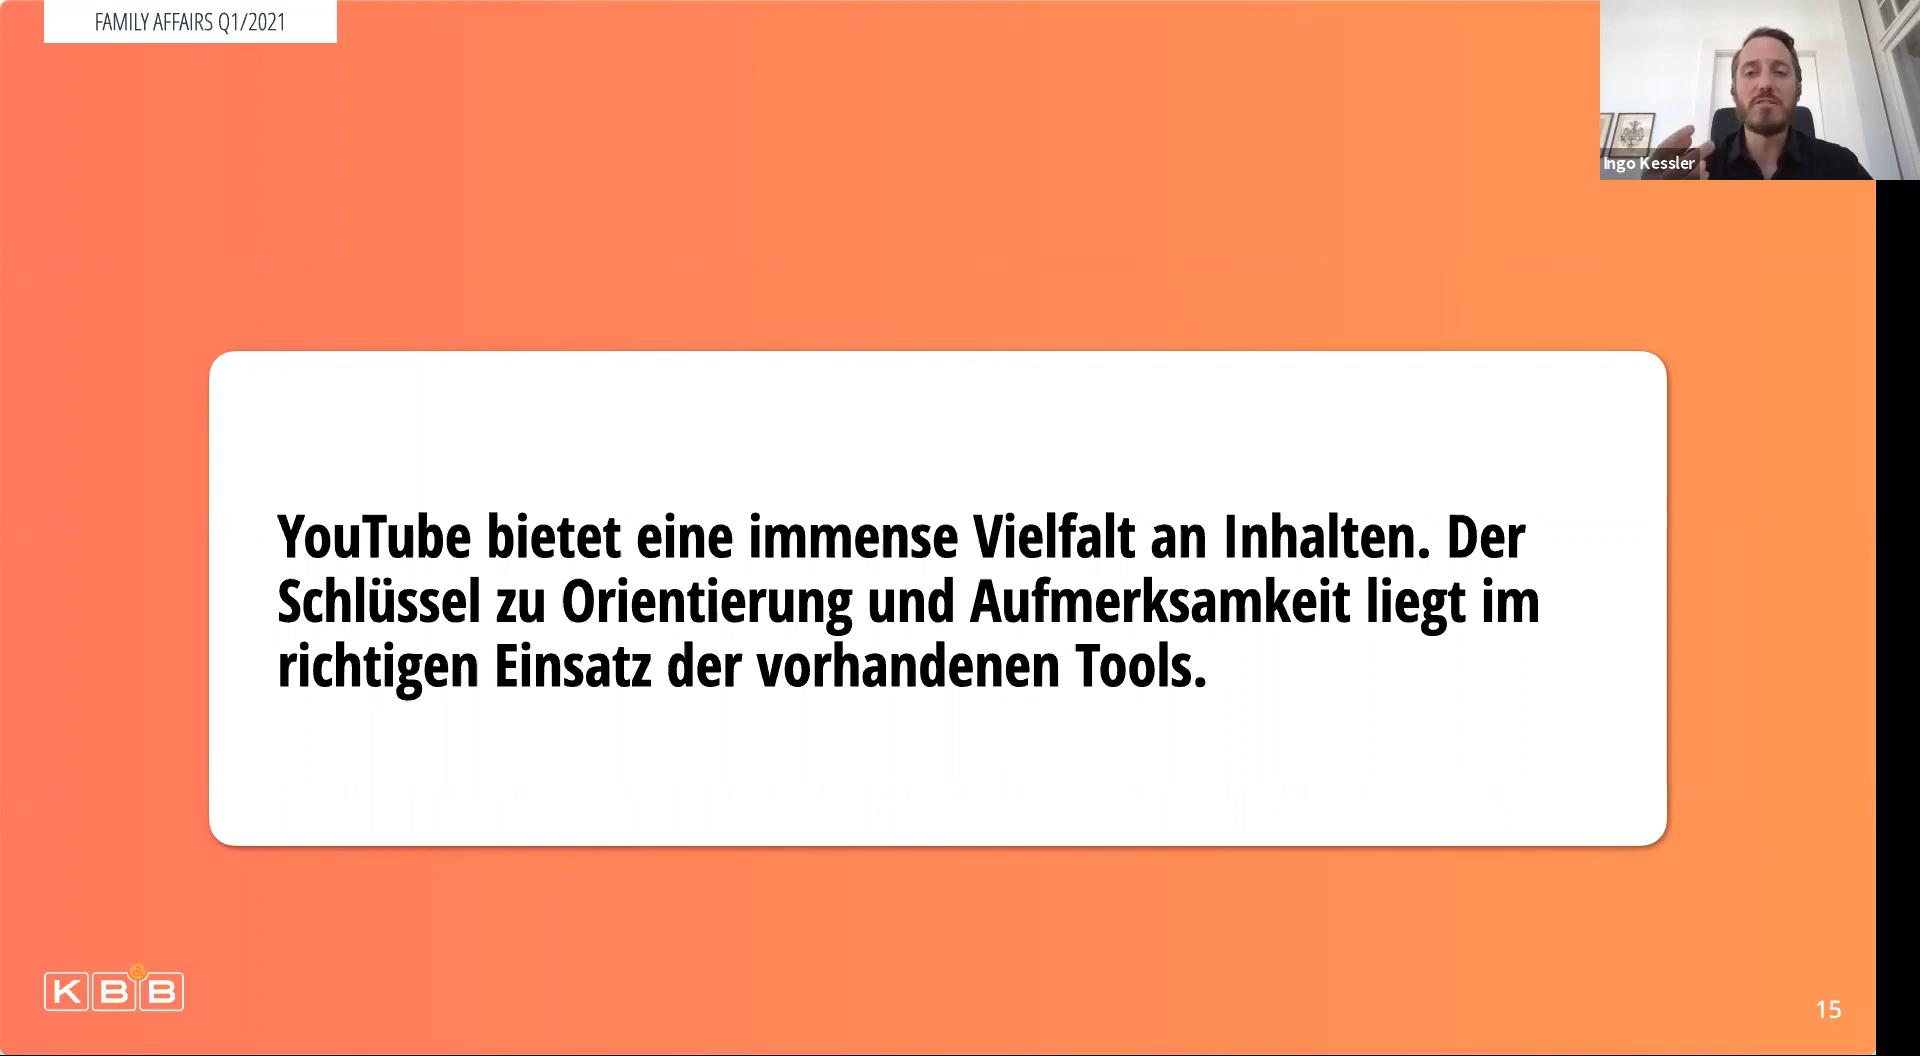 FAMILY AFFAIRS Q1/2021
Ingo Kessler
YouTube bietet eine immense Vielfalt an Inhalten. Der
Schlüssel zu Orientierung und Aufmerksamkeit liegt im
richtigen Einsatz der vorhandenen Tools.
KB&B
15